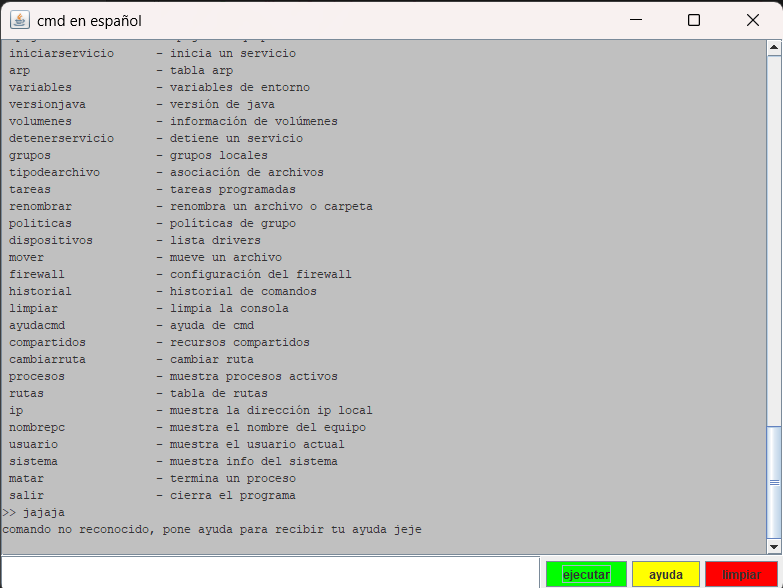 cmd en español
iniciarservicio - inicia un servicio
arp - tabla arp
variables - variables de entorno
versionjava - versión de java
volumenes - información de volúmenes
detenerservicio - detiene un servicio
grupos - grupos locales
tipodearchivo - asociación de archivos
tareas - tareas programadas
renombrar - renombra un archivo o carpeta
politicas - políticas de grupo
dispositivos - lista drivers
mover - mueve un archivo
firewall - configuración del firewall
historial - historial de comandos
limpiar - limpia la consola
ayudacmd - ayuda de cmd
compartidos - recursos compartidos
cambiarruta - cambiar ruta
procesos - muestra procesos activos
rutas - tabla de rutas
ip - muestra la dirección ip local
nombrepc - muestra el nombre del equipo
usuario - muestra el usuario actual
sistema - muestra info del sistema
matar - termina un proceso
salir - cierra el programa
>> jajaja
comando no reconocido, pone ayuda para recibir tu ayuda jeje
ejecutar ayuda limpiar